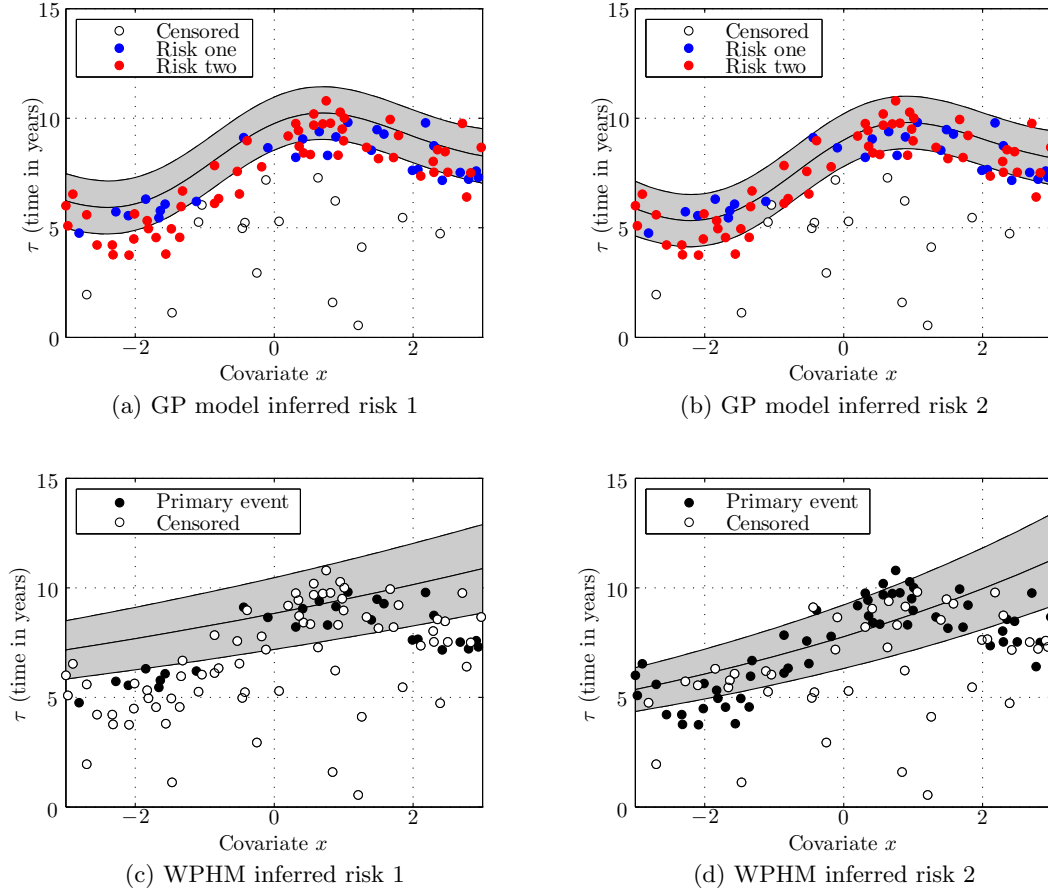 15
10
5
0
Censored
Risk one
Risk two
τ (time in years)
−2
0
2
Covariate x
(a) GP model inferred risk 1
15
10
5
0
Censored
Risk one
Risk two
τ (time in years)
−2
0
2
Covariate x
(b) GP model inferred risk 2
15
10
5
0
Primary event
Censored
τ (time in years)
−2
0
2
Covariate x
(c) WPHM inferred risk 1
15
10
5
0
Primary event
Censored
τ (time in years)
−2
0
2
Covariate x
(d) WPHM inferred risk 2